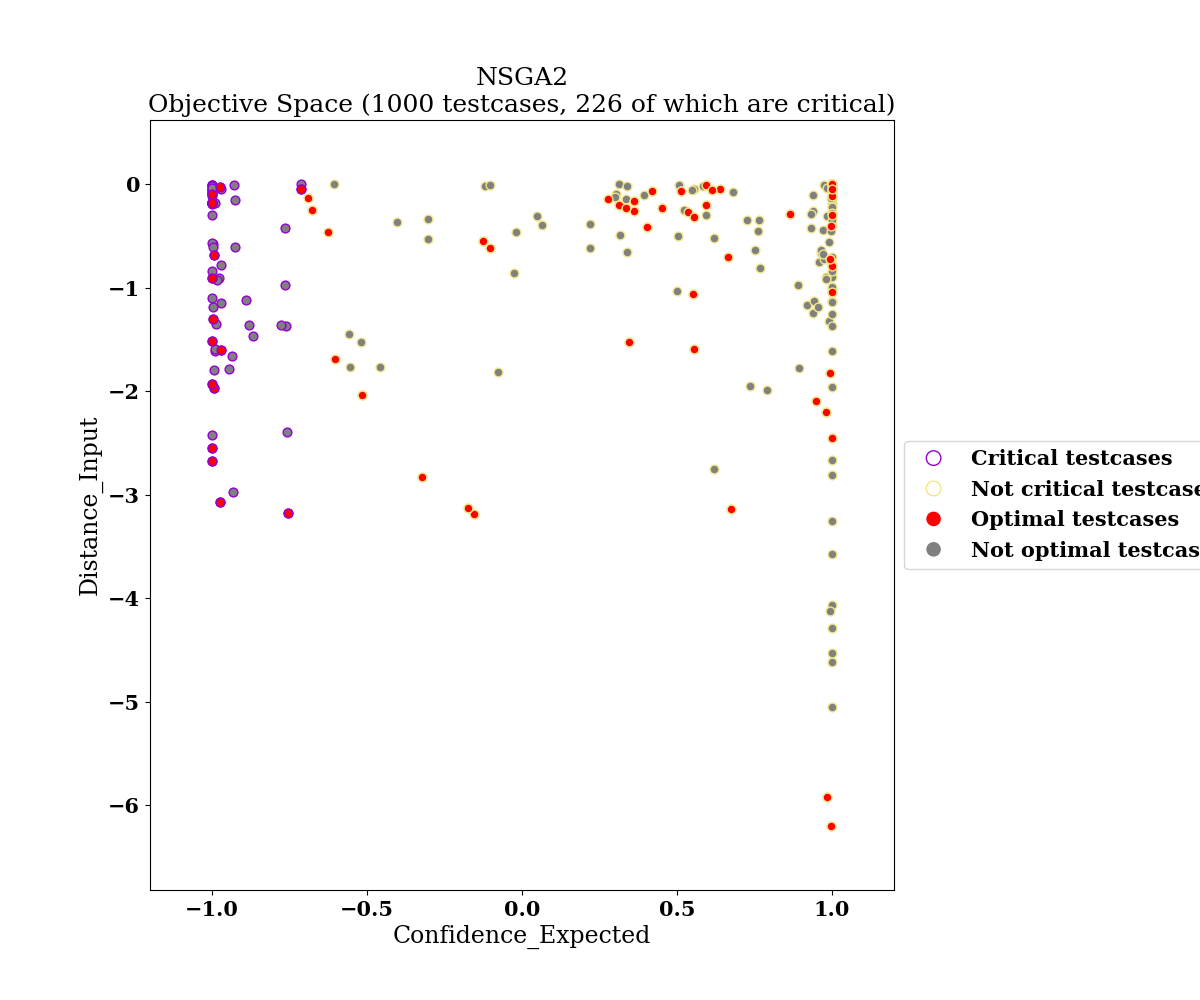 NSGA2
Objective Space (1000 testcases, 226 of which are critical)
0
−1
−2
−3
−4
−5
−6
Distance_Input
−1.0
−0.5
0.0
0.5
1.0
Confidence_Expected
Critical testcases
Not critical testcase
Optimal testcases
Not optimal testcas